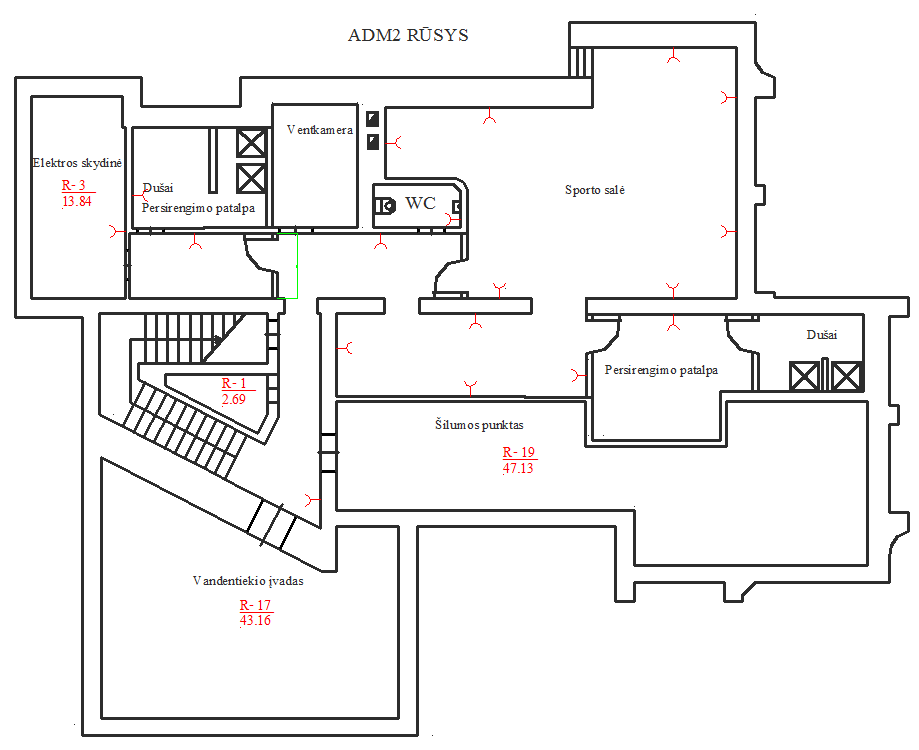 ADM2 RŪSYS
Ventkamera
Elektros skydinė
R- 3
13.84
Dušai
Persirengimo patalpa
WC
Sporto salė
Dušai
Persirengimo patalpa
R- 1
2.69
Šilumos punktas
R- 19
47.13
Vandentiekio įvadas
R- 17
43.16